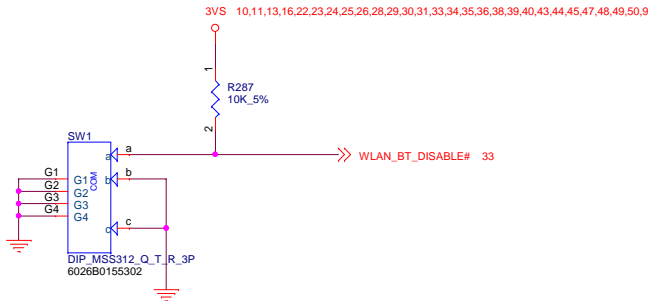 3VS 10,11,13,16,22,23,24,25,26,28,29,30,31,33,34,35,36,38,39,40,43,44,45,47,48,49,50,9
1
R287
10K_5%
2
SW1
a a
WLAN_BT_DISABLE# 33
G1 G1 COM b b
G2 G2
G3 G3
G4 G4 c c
DIP_MSS312_Q_T_R_3P
6026B0155302